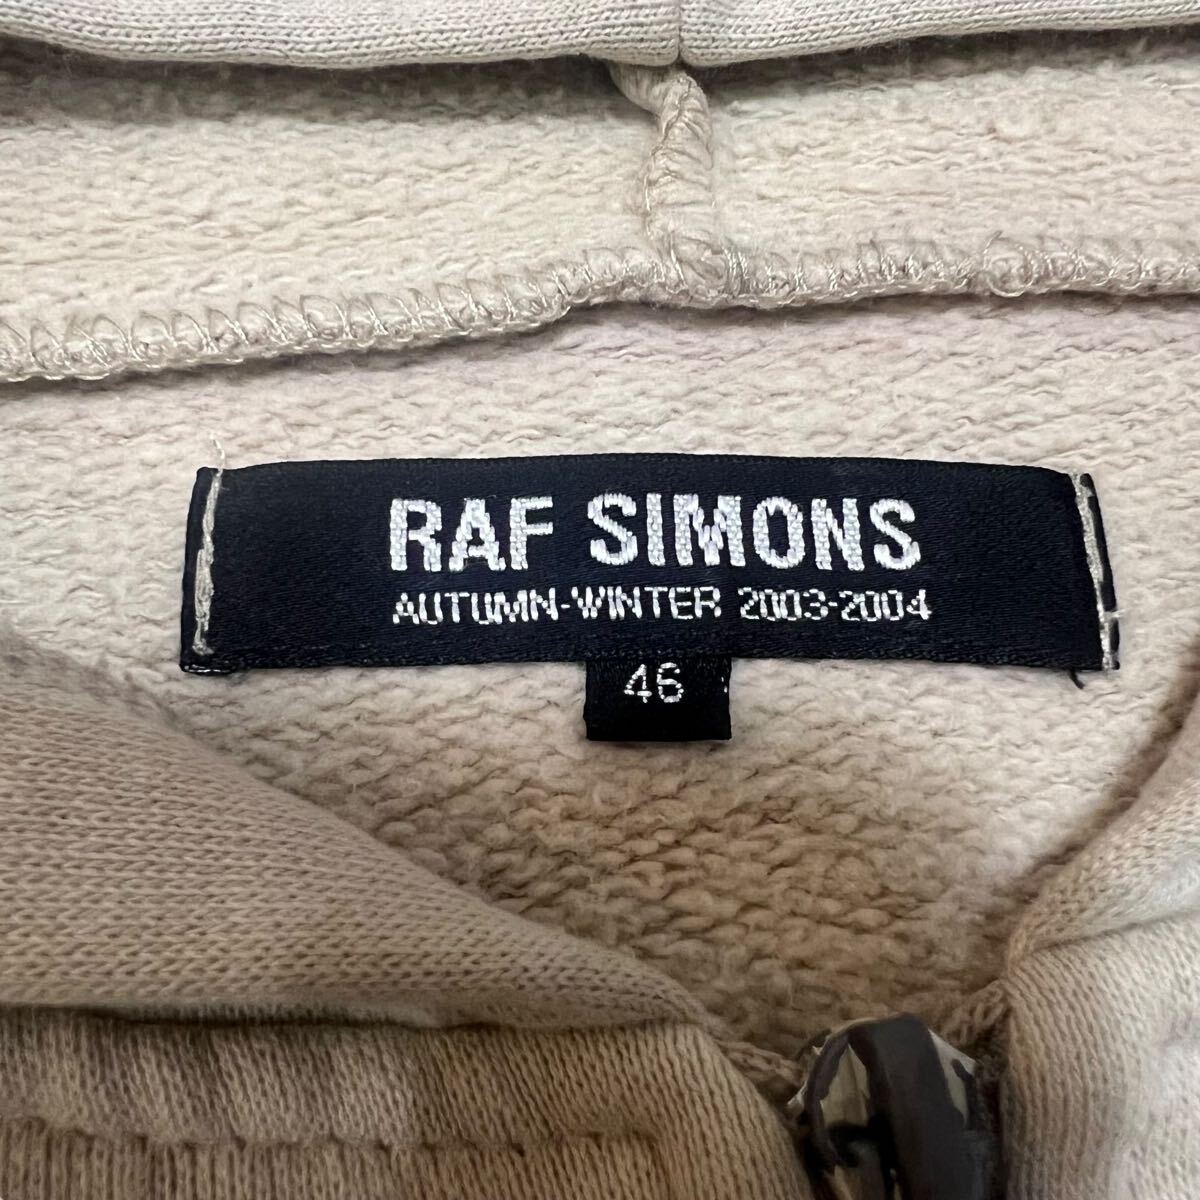 RAF SIMONS
AUTUMN-WINTER 2003-2004
46